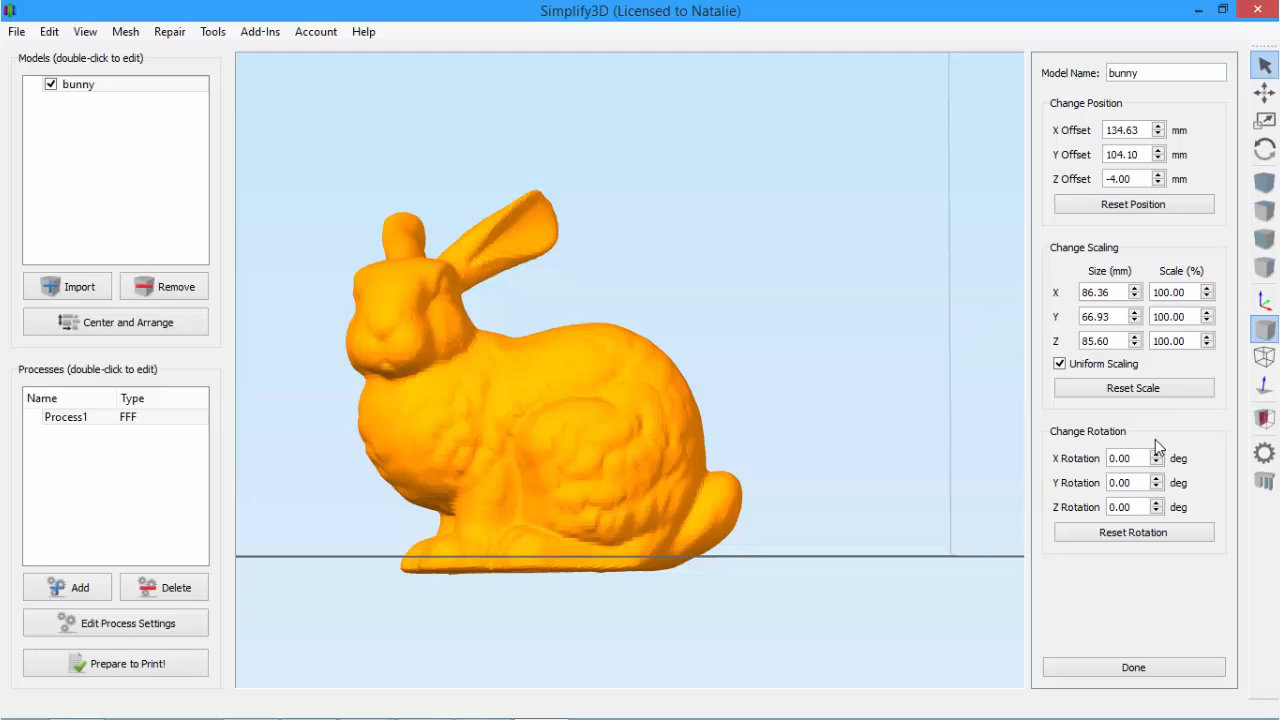 Simplify3D (Licensed to Natalie)
File Edit View Mesh Repair Tools Add-Ins Account Help
Models (double-click to edit)
bunny
Import Remove
Center and Arrange
Processes (double-click to edit)
Name Type
Process1 FFF
Add Delete
Edit Process Settings
Prepare to Print!
Model Name: bunny
Change Position
X Offset 134.63 mm
Y Offset 104.10 mm
Z Offset -4.00 mm
Reset Position
Change Scaling
Size (mm) Scale (%)
X 86.36 100.00
Y 66.93 100.00
Z 85.60 100.00
Uniform Scaling
Reset Scale
Change Rotation
X Rotation 0.00 deg
Y Rotation 0.00 deg
Z Rotation 0.00 deg
Reset Rotation
Done